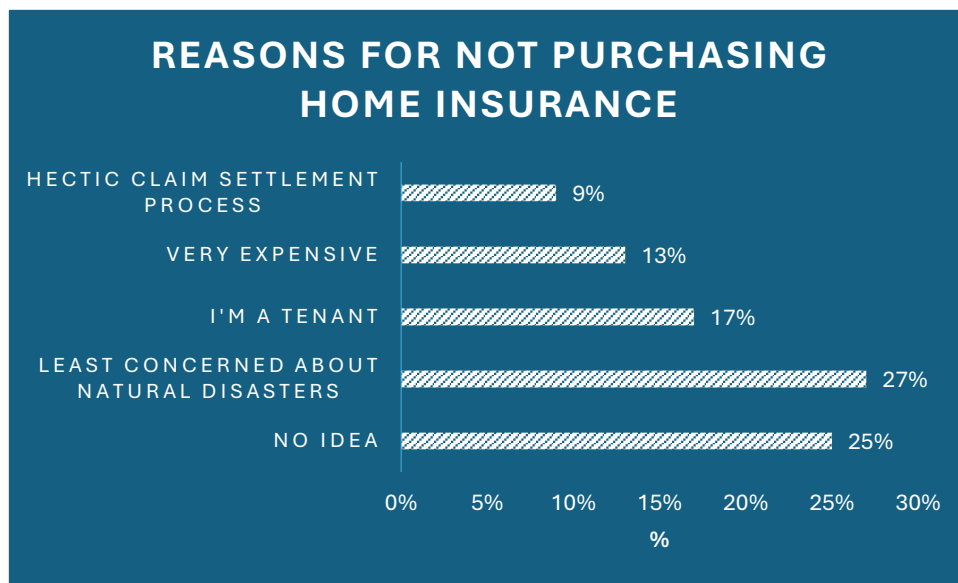 REASONS FOR NOT PURCHASING
HOME INSURANCE
HECTIC CLAIM SETTLEMENT
PROCESS
9%
VERY EXPENSIVE
13%
I'M A TENANT
17%
LEAST CONCERNED ABOUT
NATURAL DISASTERS
27%
NO IDEA
25%
0% 5% 10% 15% 20% 25% 30%
%